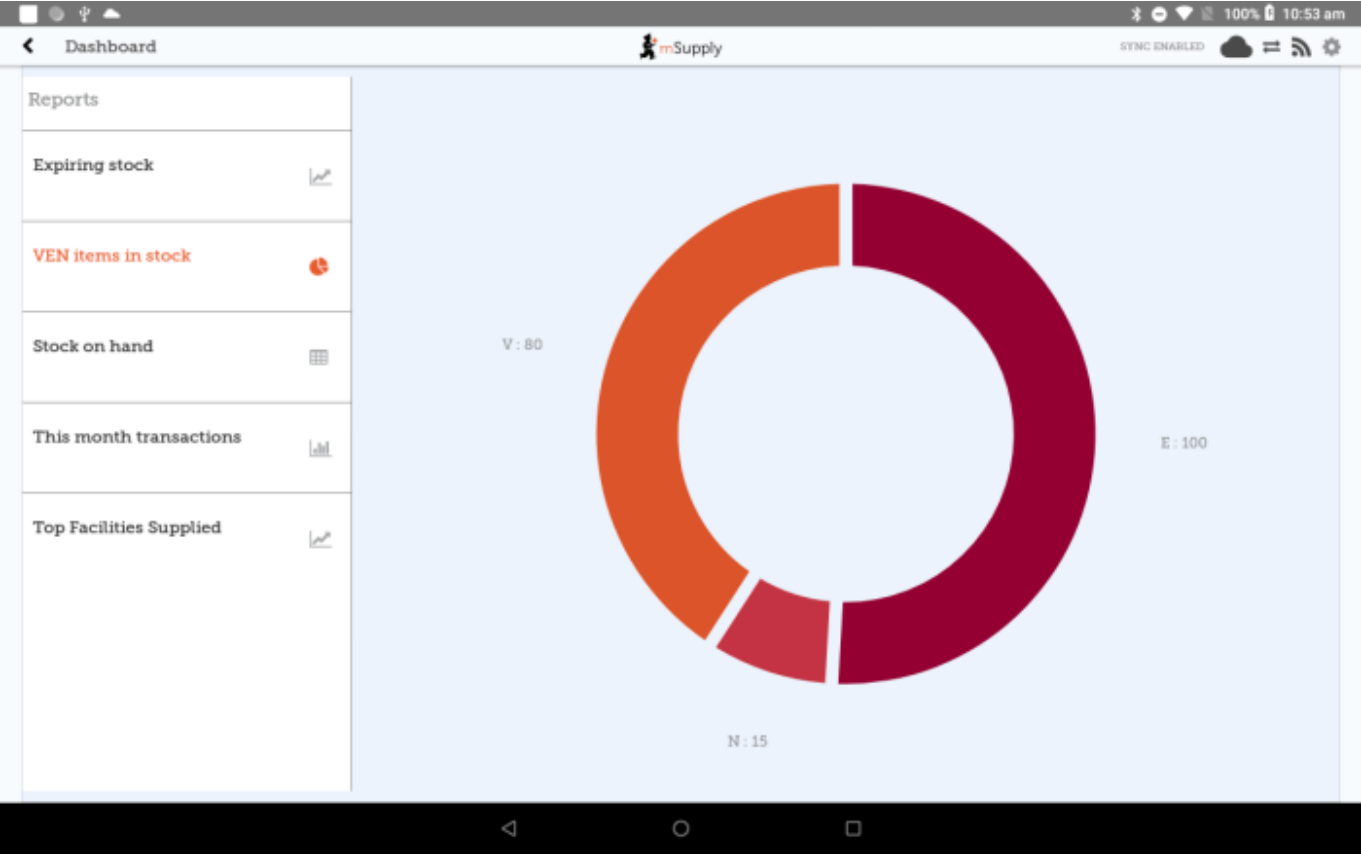 100% 10:53 am
Dashboard
mSupply
SYNC ENABLED
Reports
Expiring stock
VEN items in stock
Stock on hand
This month transactions
Top Facilities Supplied
V : 80
E : 100
N : 15